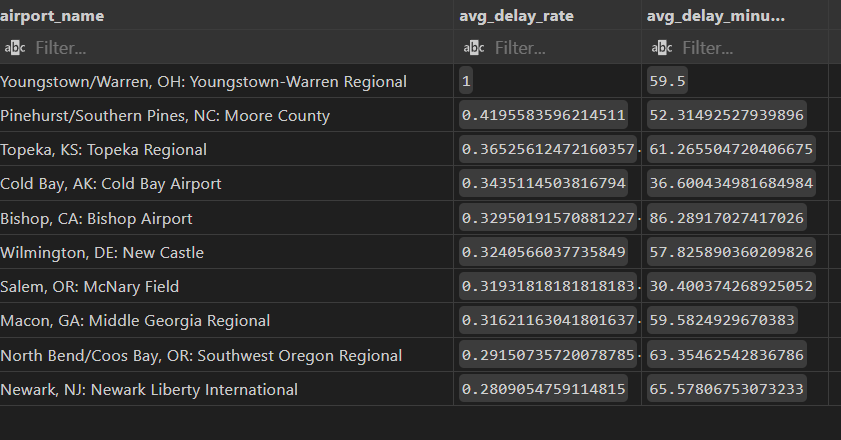 airport_name avg_delay_rate avg_delay_minu...
abc Filter... abc Filter... abc Filter...
Youngstown/Warren, OH: Youngstown-Warren Regional 1 59.5
Pinehurst/Southern Pines, NC: Moore County 0.4195583596214511 52.31492527939896
Topeka, KS: Topeka Regional 0.36525612472160357 61.265504720406675
Cold Bay, AK: Cold Bay Airport 0.3435114503816794 36.600434981684984
Bishop, CA: Bishop Airport 0.32950191570881227 86.28917027417026
Wilmington, DE: New Castle 0.3240566037735849 57.825890360209826
Salem, OR: McNary Field 0.31931818181818183 30.400374268925052
Macon, GA: Middle Georgia Regional 0.31621163041801637 59.5824929670383
North Bend/Coos Bay, OR: Southwest Oregon Regional 0.29150735720078785 63.35462542836786
Newark, NJ: Newark Liberty International 0.2809054759114815 65.57806753073233